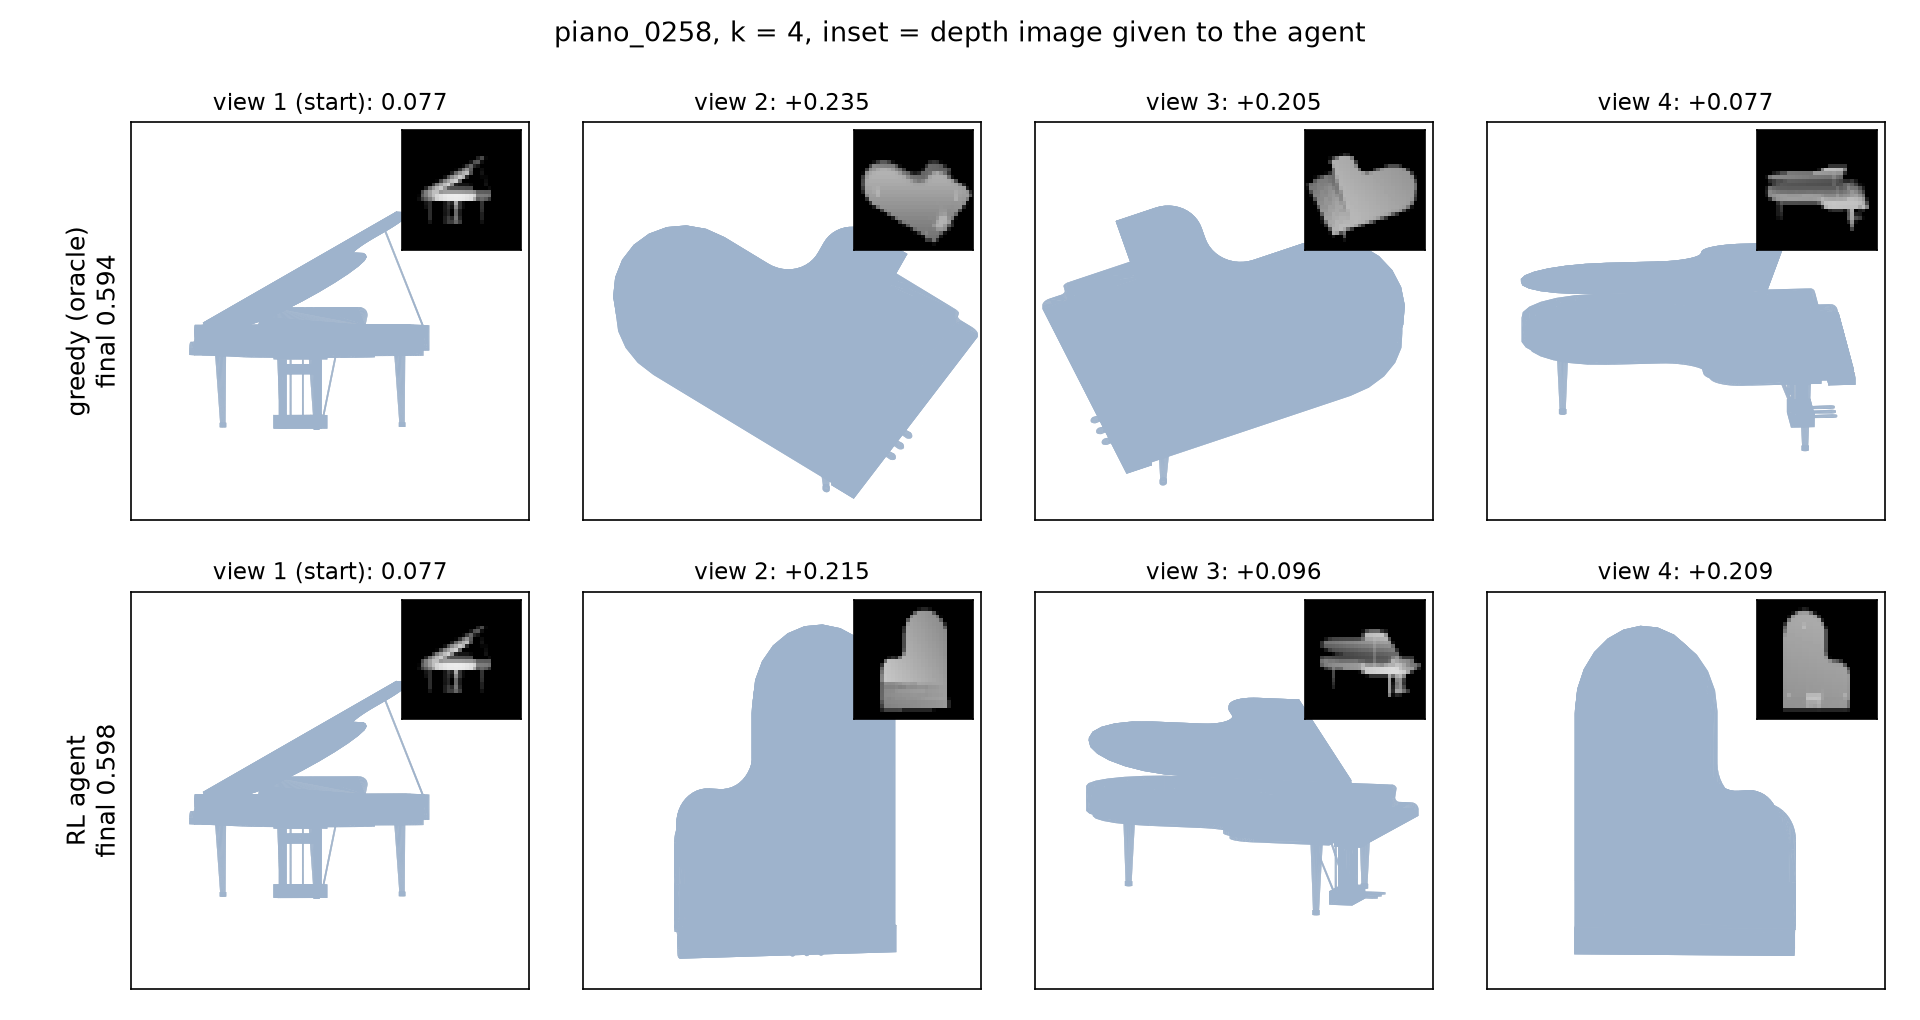 piano_0258, k = 4, inset = depth image given to the agent
greedy (oracle)
final 0.594
view 1 (start): 0.077
view 2: +0.235
view 3: +0.205
view 4: +0.077
RL agent
final 0.598
view 1 (start): 0.077
view 2: +0.215
view 3: +0.096
view 4: +0.209